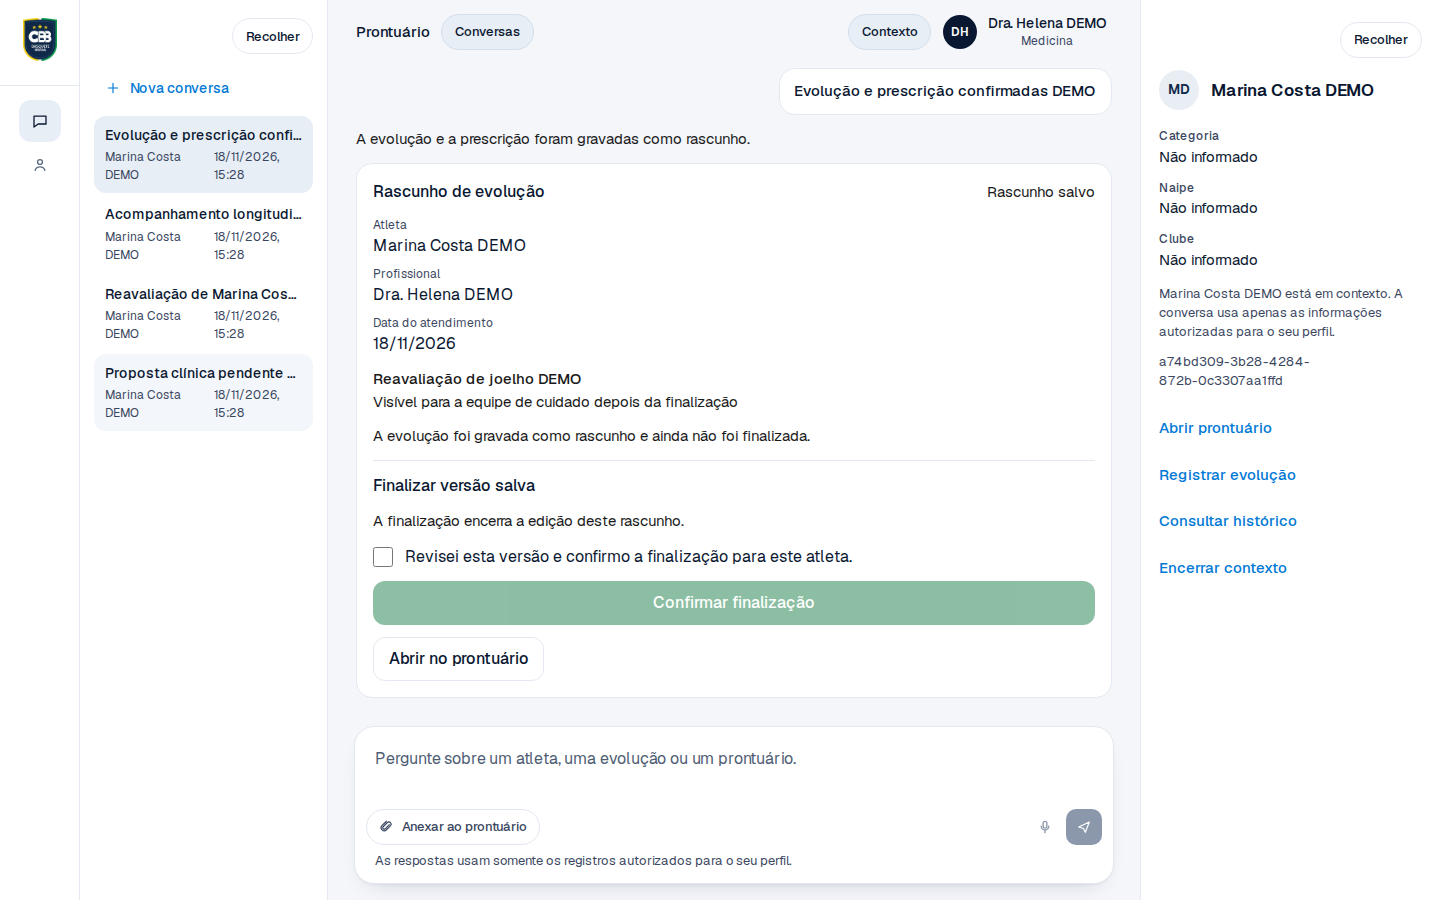 CBB
Recolher
Nova conversa
Evolução e prescrição confi...
Marina Costa DEMO
18/11/2026, 15:28
Acompanhamento longitudi...
Marina Costa DEMO
18/11/2026, 15:28
Reavaliação de Marina Cos...
Marina Costa DEMO
18/11/2026, 15:28
Proposta clínica pendente ...
Marina Costa DEMO
18/11/2026, 15:28
Prontuário
Conversas
Contexto
DH
Dra. Helena DEMO
Medicina
Evolução e prescrição confirmadas DEMO
A evolução e a prescrição foram gravadas como rascunho.
Rascunho de evolução
Rascunho salvo
Atleta
Marina Costa DEMO
Profissional
Dra. Helena DEMO
Data do atendimento
18/11/2026
Reavaliação de joelho DEMO
Visível para a equipe de cuidado depois da finalização
A evolução foi gravada como rascunho e ainda não foi finalizada.
Finalizar versão salva
A finalização encerra a edição deste rascunho.
Revisei esta versão e confirmo a finalização para este atleta.
Confirmar finalização
Abrir no prontuário
Pergunte sobre um atleta, uma evolução ou um prontuário.
Anexar ao prontuário
As respostas usam somente os registros autorizados para o seu perfil.
Recolher
MD
Marina Costa DEMO
Categoria
Não informado
Naipe
Não informado
Clube
Não informado
Marina Costa DEMO está em contexto. A
conversa usa apenas as informações
autorizadas para o seu perfil.
a74bd309-3b28-4284-
872b-0c3307aa1ffd
Abrir prontuário
Registrar evolução
Consultar histórico
Encerrar contexto